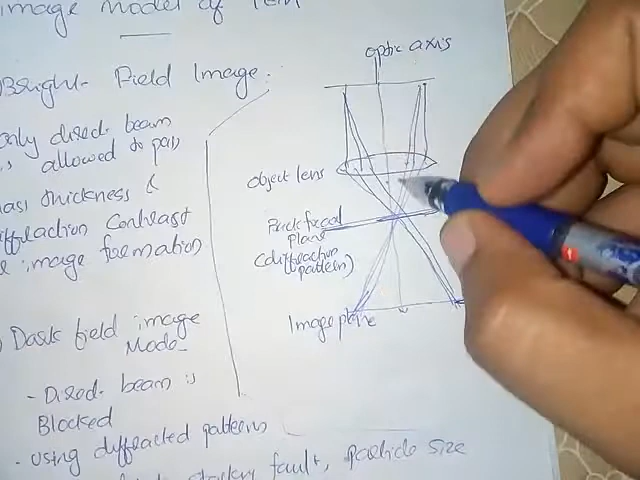 image model of TEM
Bright- Field Image:
optic axis
only direct beam
is allowed to pass
mass thickness &
diffraction contrast
image formation
object lens
Back focal
plane
(diffraction
pattern)
Image plane
Dark field image
Mode-
- Direct beam is
Blocked
- using diffracted patterns
fault, particle size